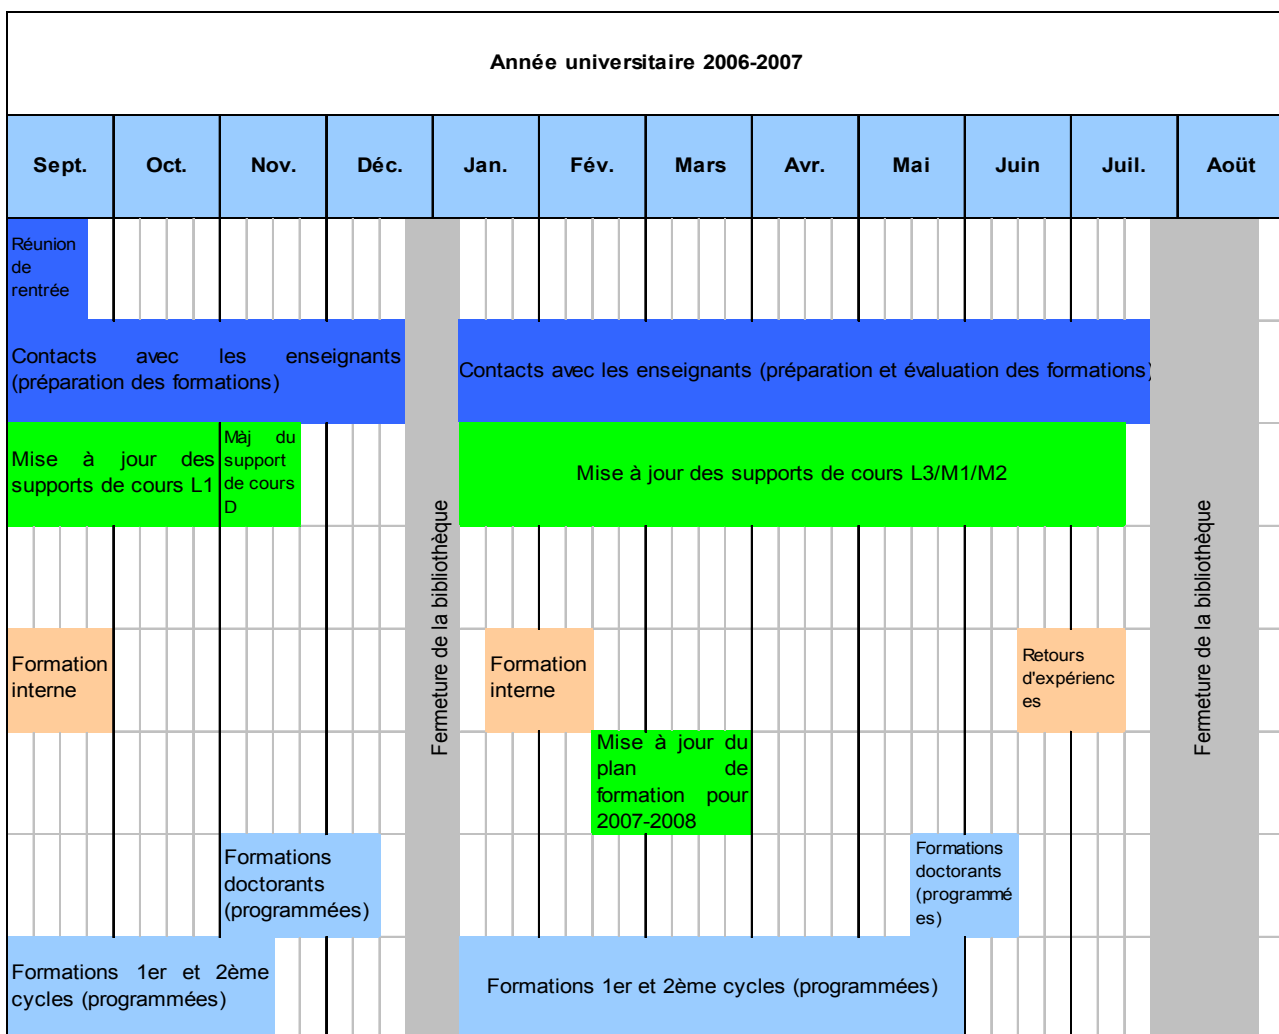 Année universitaire 2006-2007
Sept. Oct. Nov. Déc. Jan. Fév. Mars Avr. Mai Juin Juil. Aoüt
Réunion
de
rentrée
Contacts avec les enseignants
(préparation des formations)
Contacts avec les enseignants (préparation et évaluation des formations)
Mise à jour des
supports de cours L1
Màj du
support
de cours
D
Mise à jour des supports de cours L3/M1/M2
Fermeture de la bibliothèque
Fermeture de la bibliothèque
Formation
interne
Formation
interne
Retours
d'expérienc
es
Mise à jour du
plan de
formation pour
2007-2008
Formations
doctorants
(programmées)
Formations
doctorants
(programmé
es)
Formations 1er et 2ème
cycles (programmées)
Formations 1er et 2ème cycles (programmées)